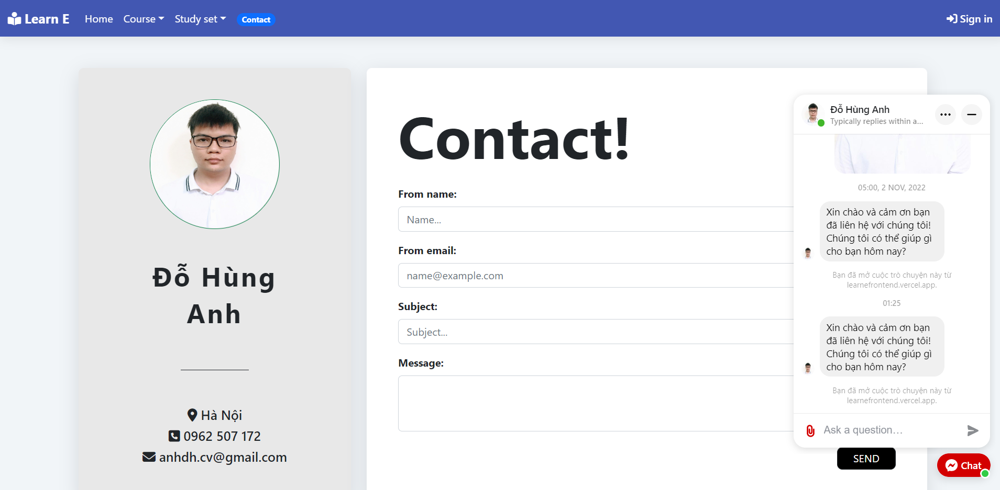 Learn E
Home
Course
Study set
Contact
Sign in
Đỗ Hùng
Anh
Hà Nội
0962 507 172
anhdh.cv@gmail.com
Contact!
From name:
Name...
From email:
name@example.com
Subject:
Subject...
Message:
SEND
Đỗ Hùng Anh
Typically replies within a...
05:00, 2 NOV, 2022
Xin chào và cảm ơn bạn
đã liên hệ với chúng tôi!
Chúng tôi có thể giúp gì
cho bạn hôm nay?
Bạn đã mở cuộc trò chuyện này từ
learnefrontend.vercel.app.
01:25
Xin chào và cảm ơn bạn
đã liên hệ với chúng tôi!
Chúng tôi có thể giúp gì
cho bạn hôm nay?
Bạn đã mở cuộc trò chuyện này từ
learnefrontend.vercel.app.
Ask a question...
Chat